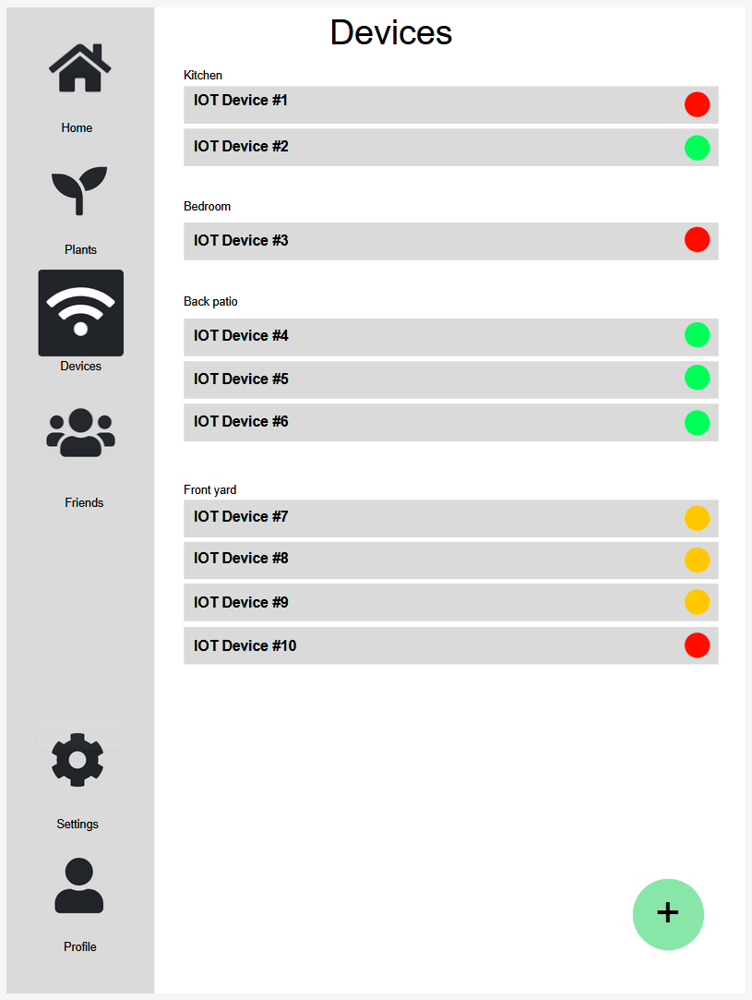 Devices
Home
Plants
Devices
Friends
Settings
Profile
Kitchen
IOT Device #1
IOT Device #2
Bedroom
IOT Device #3
Back patio
IOT Device #4
IOT Device #5
IOT Device #6
Front yard
IOT Device #7
IOT Device #8
IOT Device #9
IOT Device #10
+